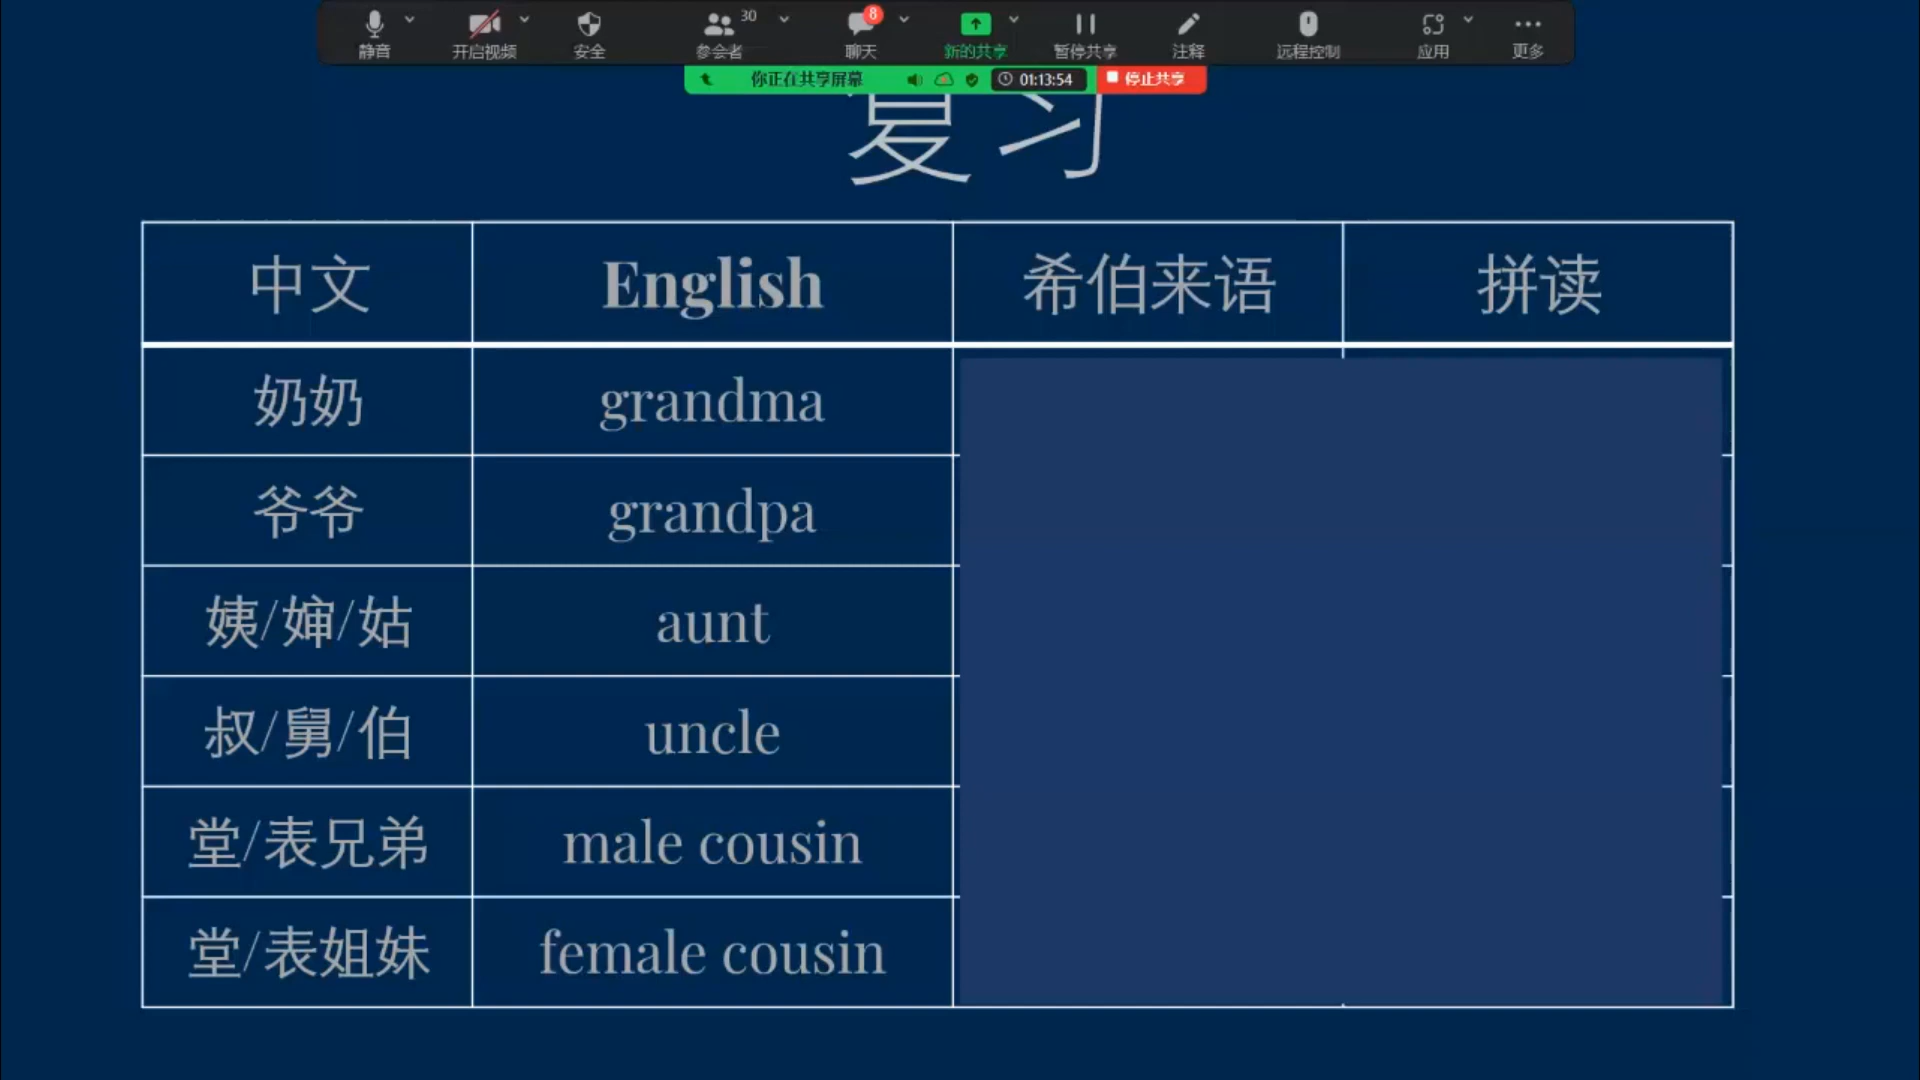 30
8
静音
开启视频
安全
参会者
聊天
新的共享
暂停共享
注释
远程控制
应用
更多
你正在共享屏幕
01:13:54
停止共享
复习
中文 English 希伯来语 拼读
奶奶 grandma
爷爷 grandpa
姨/婶/姑 aunt
叔/舅/伯 uncle
堂/表兄弟 male cousin
堂/表姐妹 female cousin